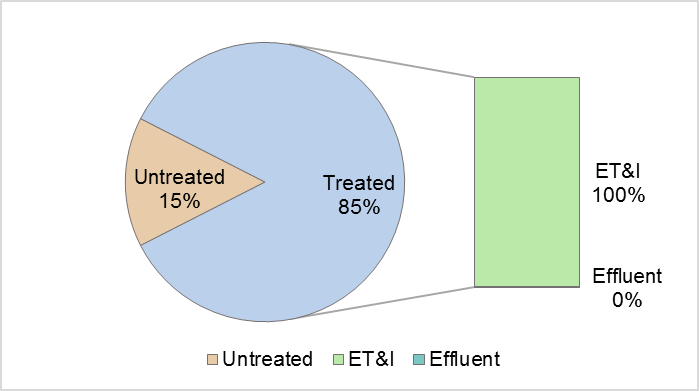 Untreated
15%
Treated
85%
ET&I
100%
Effluent
0%
Untreated ET&I Effluent